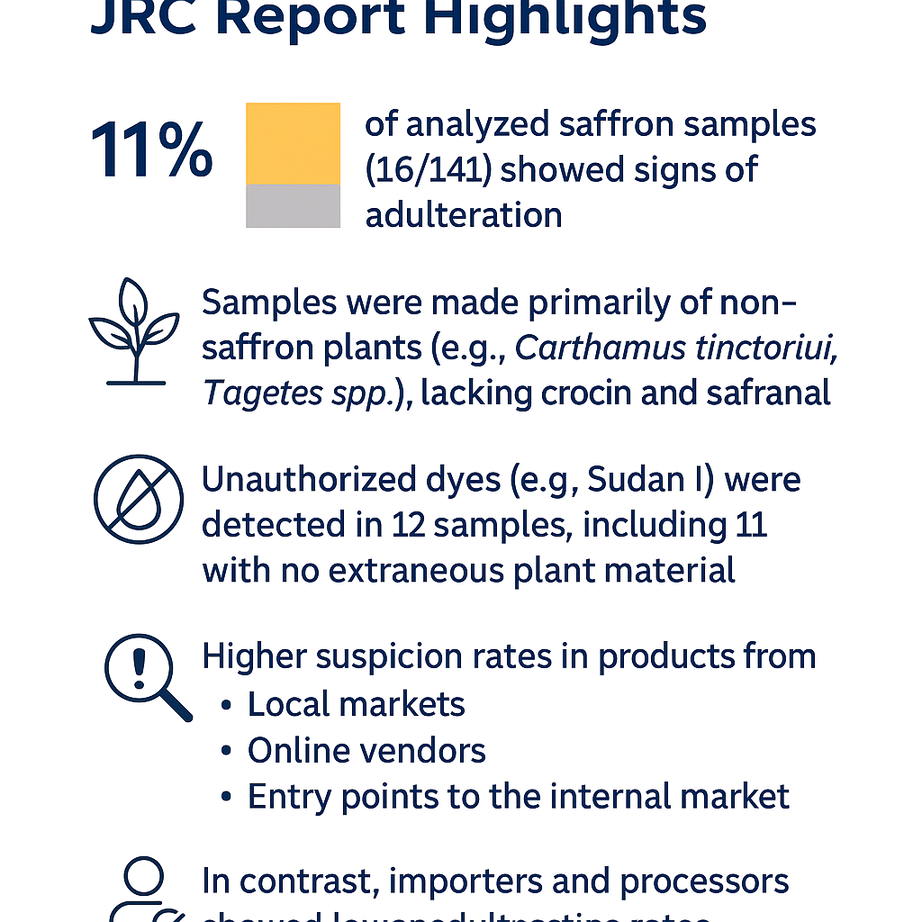 JRC Report Highlights
11%
of analyzed saffron samples
(16/141) showed signs of
adulteration
Samples were made primarily of non–
saffron plants (e.g., Carthamus tinctoriui,
Tagetes spp.), lacking crocin and safranal
Unauthorized dyes (e.g, Sudan I) were
detected in 12 samples, including 11
with no extraneous plant material
Higher suspicion rates in products from
• Local markets
• Online vendors
• Entry points to the internal market
In contrast, importers and processors
showed